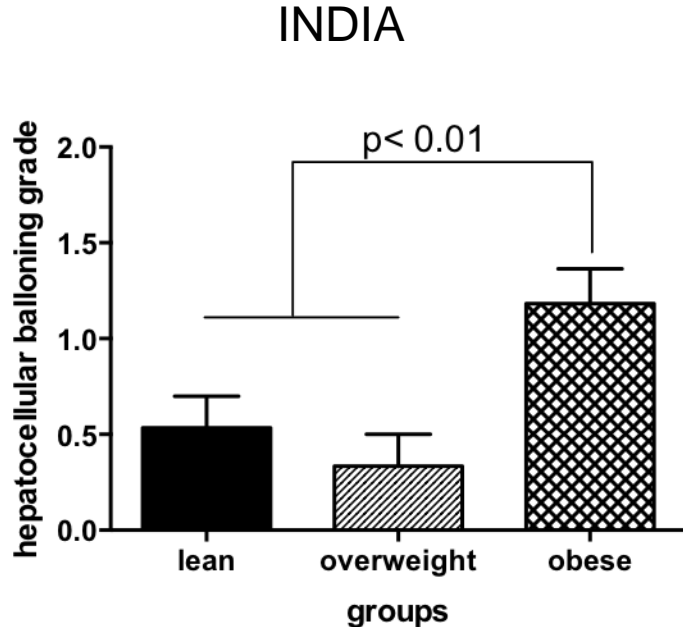 INDIA
p< 0.01
hepatocellular balloning grade
2.0
1.5
1.0
0.5
0.0
lean overweight obese
groups